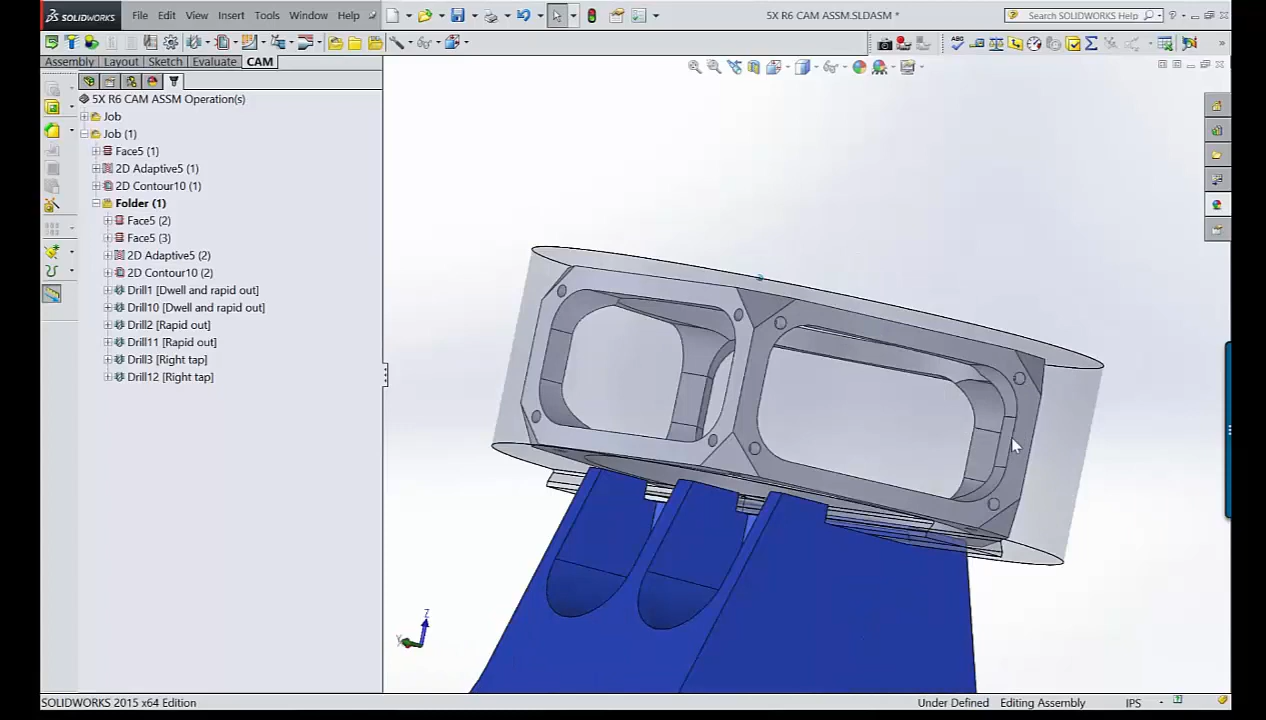 SOLIDWORKS File Edit View Insert Tools Window Help 5X R6 CAM ASSM.SLDASM * Search SOLIDWORKS Help
Assembly Layout Sketch Evaluate CAM
5X R6 CAM ASSM Operation(s)
Job
Job (1)
Face5 (1)
2D Adaptive5 (1)
2D Contour10 (1)
Folder (1)
Face5 (2)
Face5 (3)
2D Adaptive5 (2)
2D Contour10 (2)
Drill1 [Dwell and rapid out]
Drill10 [Dwell and rapid out]
Drill2 [Rapid out]
Drill11 [Rapid out]
Drill3 [Right tap]
Drill12 [Right tap]
Z
Y
SOLIDWORKS 2015 x64 Edition Under Defined Editing Assembly IPS